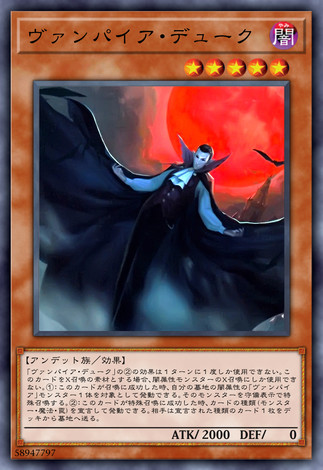 ヴァンパイア・デューク
闇
やみ
【アンデット族／効果】
「ヴァンパイア・デューク」の②の効果は１ターンに１度しか使用できない。こ
のカードをＸ召喚の素材とする場合、闇属性モンスターのＸ召喚にしか使用でき
ない。①：このカードが召喚に成功した時、自分の墓地の闇属性の「ヴァンパイ
ア」モンスター１体を対象として発動できる。そのモンスターを守備表示で特
殊召喚する。②：このカードが特殊召喚に成功した時、カードの種類（モンスタ
ー・魔法・罠）を宣言して発動できる。相手は宣言された種類のカード１枚をデ
ッキから墓地へ送る。
ATK/ 2000 DEF/ 0
58947797